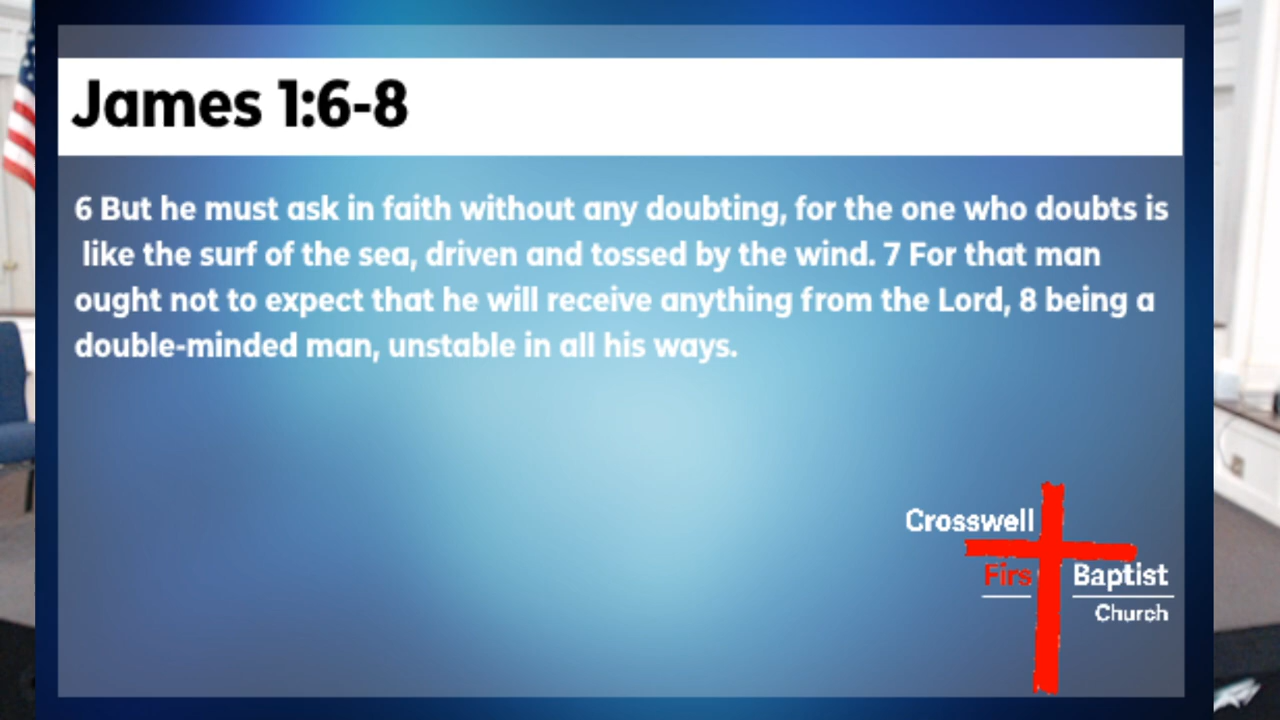 James 1:6-8
6 But he must ask in faith without any doubting, for the one who doubts is
like the surf of the sea, driven and tossed by the wind. 7 For that man
ought not to expect that he will receive anything from the Lord, 8 being a
double-minded man, unstable in all his ways.
Crosswell
Firs Baptist
Church